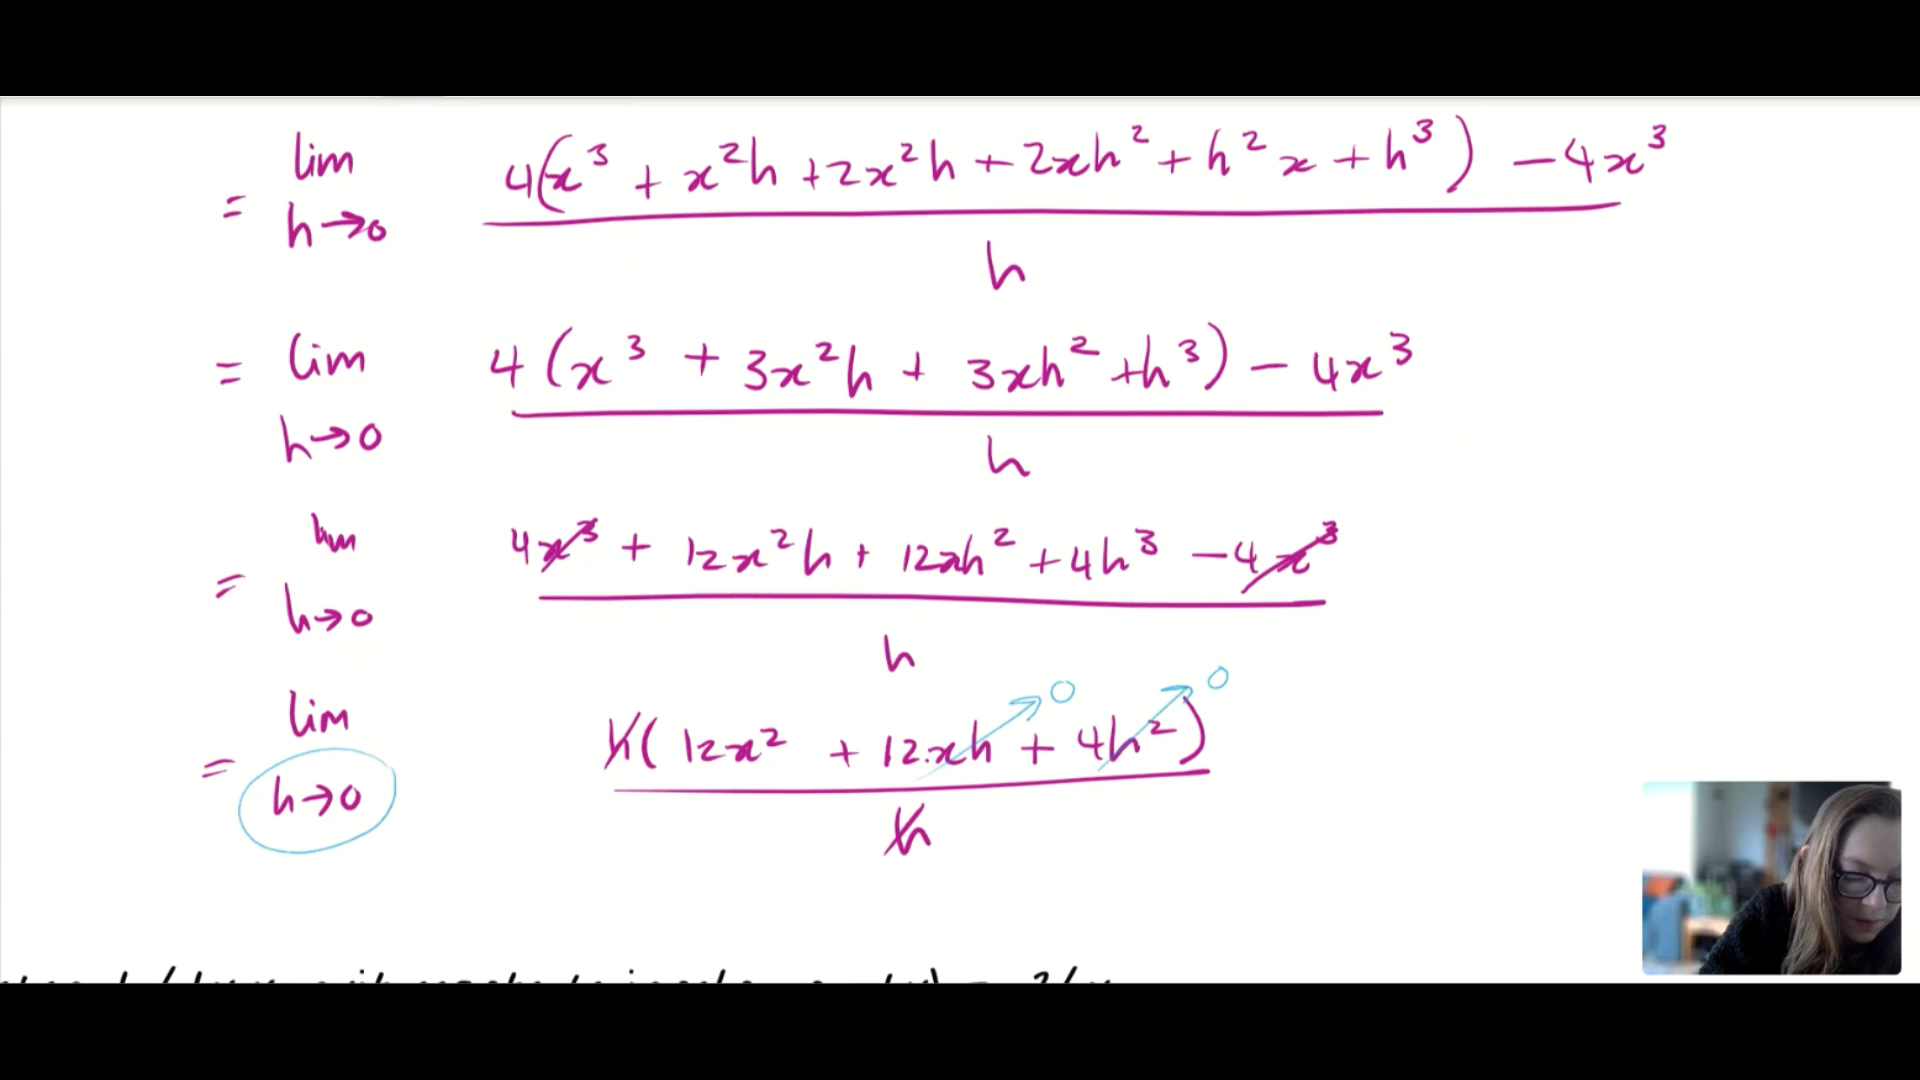 = lim h→0 4(x³ + x²h + 2x²h + 2xh² + h²x + h³) − 4x³
h
= lim h→0 4(x³ + 3x²h + 3xh² + h³) − 4x³
h
= lim h→0 4x³ + 12x²h + 12xh² + 4h³ − 4x³
h
0 0
= lim h→0 h(12x² + 12xh + 4h²)
h